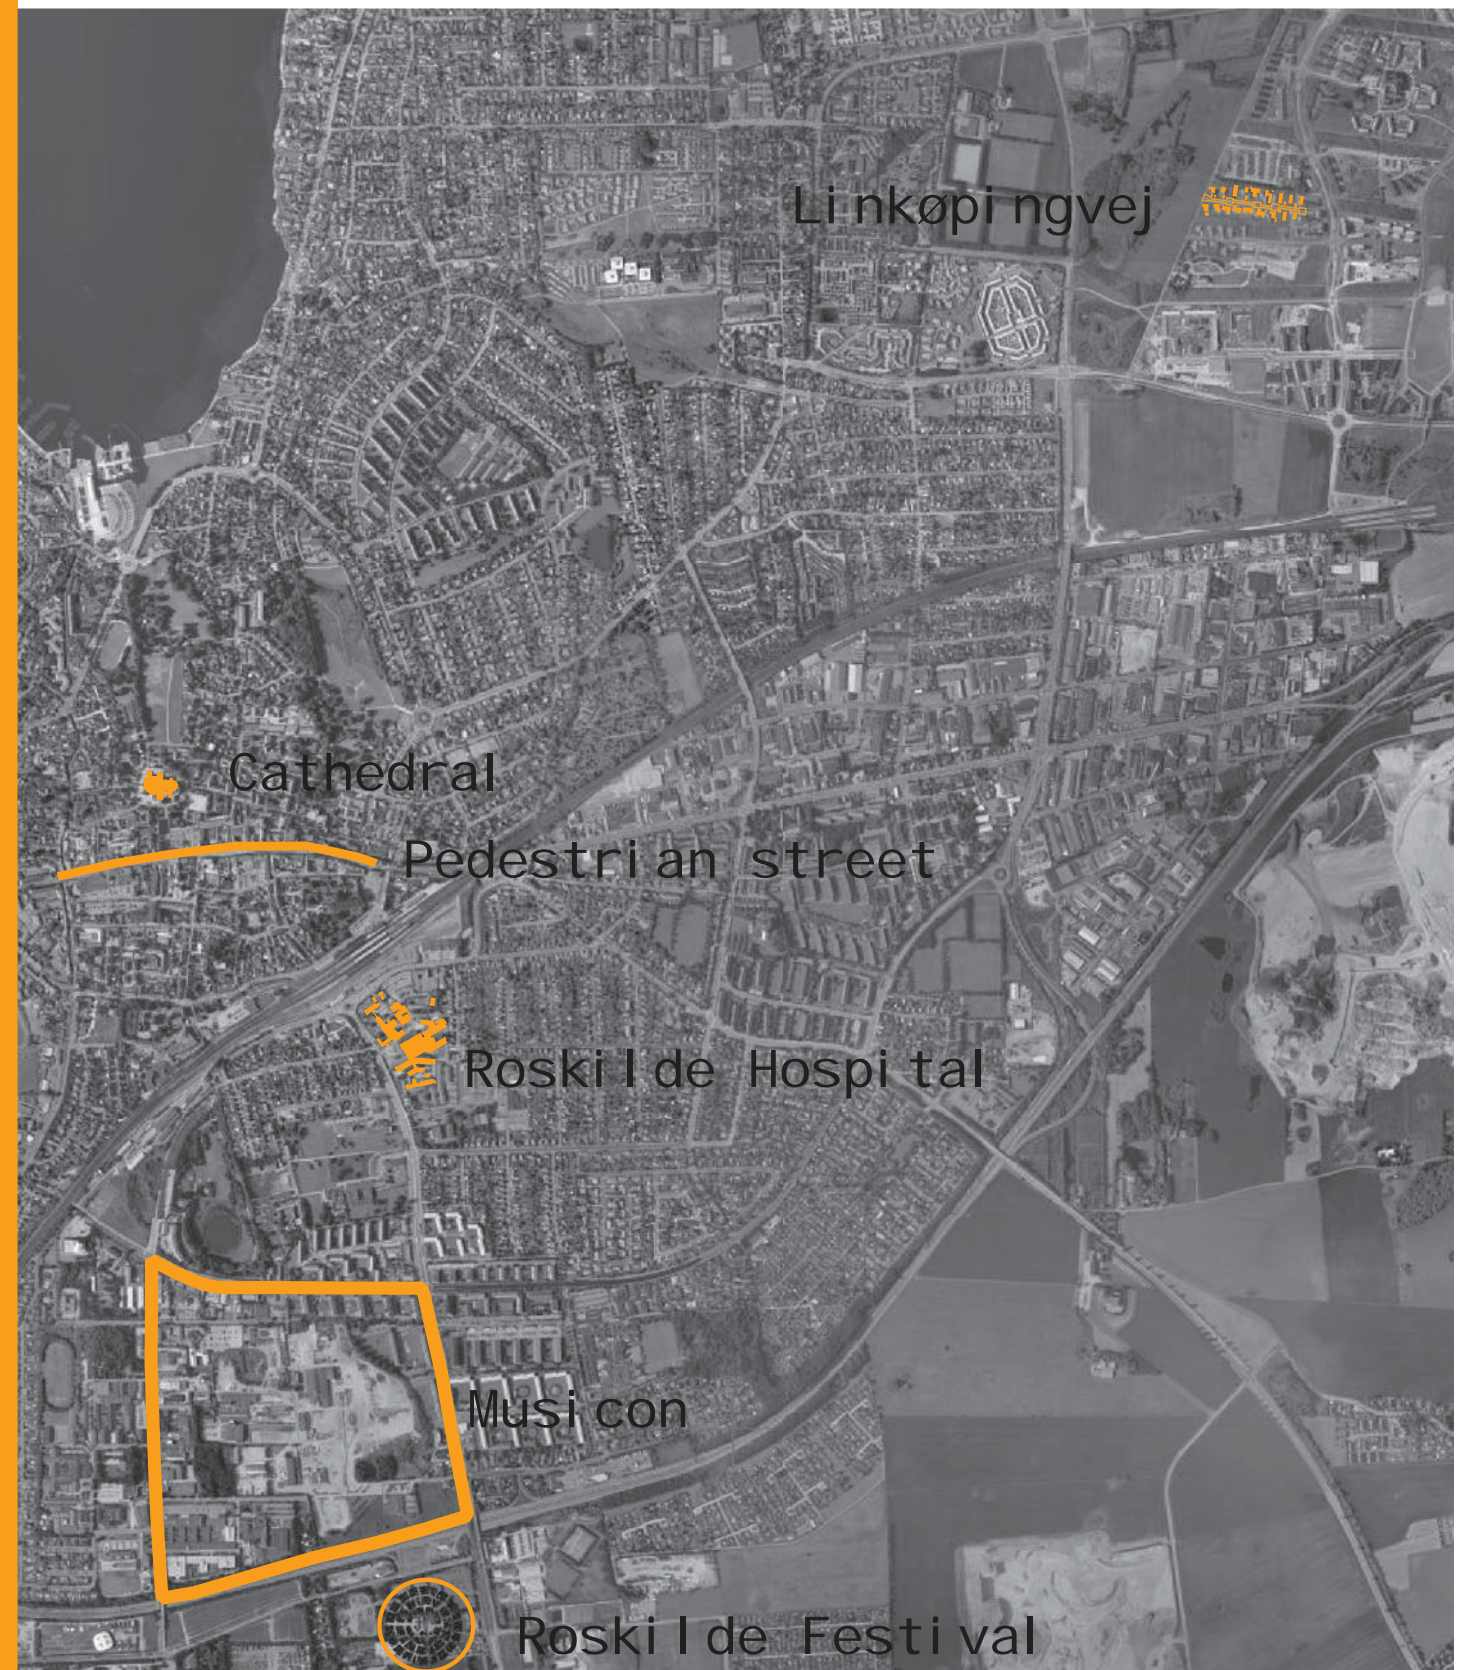 Linkøpingvej
Cathedral
Pedestrian street
Roskilde Hospital
Musicon
Roskilde Festival